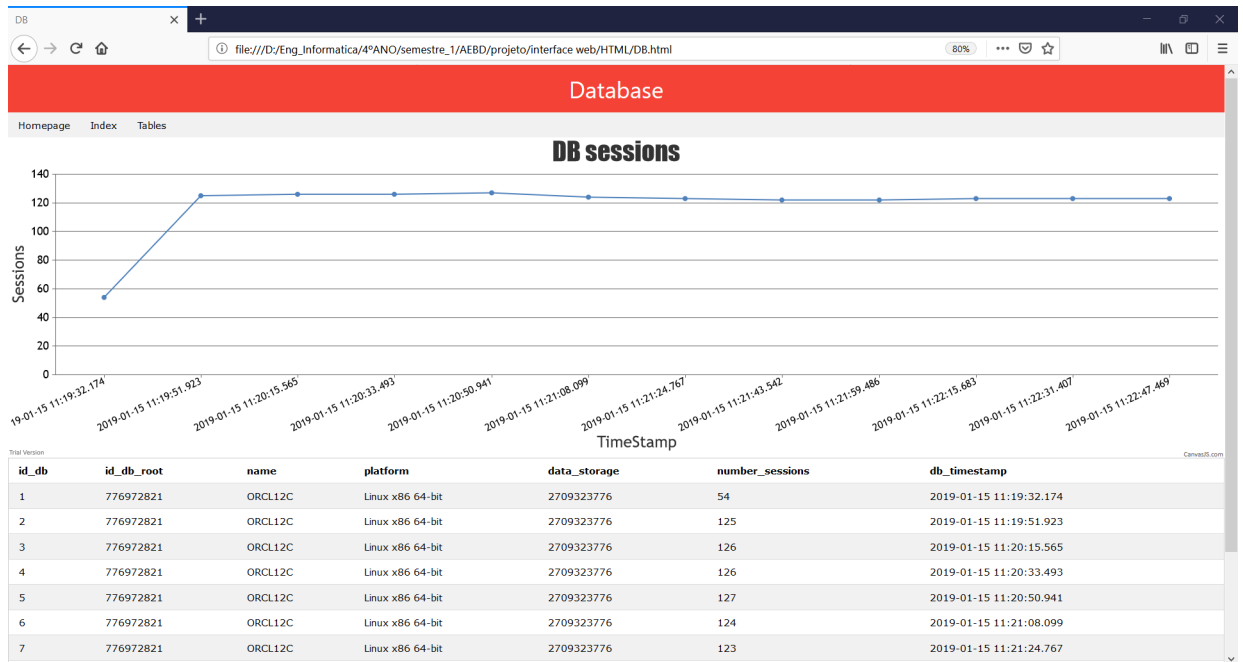 DB
file:///D:/Eng_Informatica/4ºANO/semestre_1/AEBD/projeto/interface web/HTML/DB.html
80%
Database
Homepage Index Tables
DB sessions
140
120
100
80
60
40
20
0
Sessions
19-01-15 11:19:32.174
2019-01-15 11:19:51.923
2019-01-15 11:20:15.565
2019-01-15 11:20:33.493
2019-01-15 11:20:50.941
2019-01-15 11:21:08.099
2019-01-15 11:21:24.767
2019-01-15 11:21:43.542
2019-01-15 11:21:59.486
2019-01-15 11:22:15.683
2019-01-15 11:22:31.407
2019-01-15 11:22:47.469
TimeStamp
Trial Version
CanvasJS.com
id_db id_db_root name platform data_storage number_sessions db_timestamp
1 776972821 ORCL12C Linux x86 64-bit 2709323776 54 2019-01-15 11:19:32.174
2 776972821 ORCL12C Linux x86 64-bit 2709323776 125 2019-01-15 11:19:51.923
3 776972821 ORCL12C Linux x86 64-bit 2709323776 126 2019-01-15 11:20:15.565
4 776972821 ORCL12C Linux x86 64-bit 2709323776 126 2019-01-15 11:20:33.493
5 776972821 ORCL12C Linux x86 64-bit 2709323776 127 2019-01-15 11:20:50.941
6 776972821 ORCL12C Linux x86 64-bit 2709323776 124 2019-01-15 11:21:08.099
7 776972821 ORCL12C Linux x86 64-bit 2709323776 123 2019-01-15 11:21:24.767